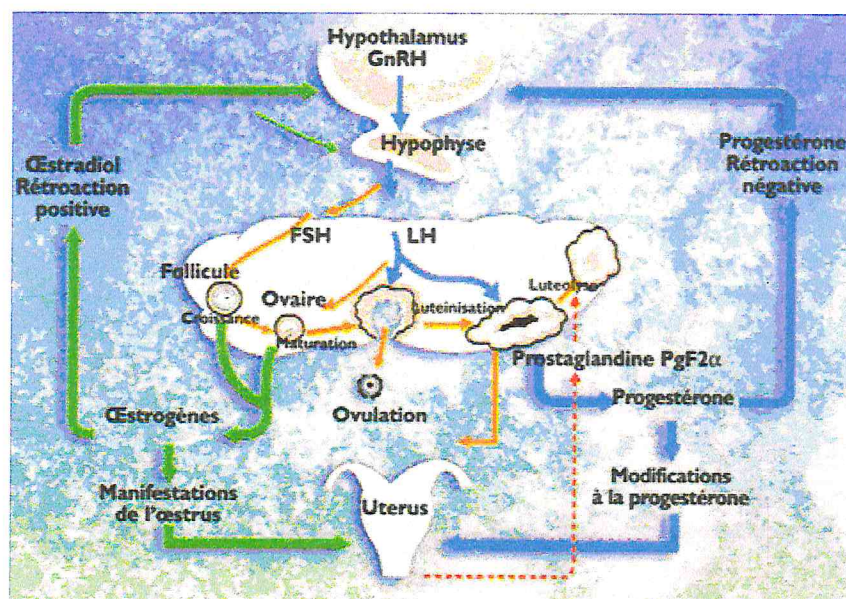 Hypothalamus
GnRH
Hypophyse
Œstradiol
Rétroaction
positive
Progestérone
Rétroaction
négative
FSH
LH
Follicule
Ovaire
Croissance
Maturation
Luteinisation
Luteolyse
Prostaglandine PgF2α
Ovulation
Œstrogènes
Progestérone
Manifestations
de l'œstrus
Uterus
Modifications
à la progestérone